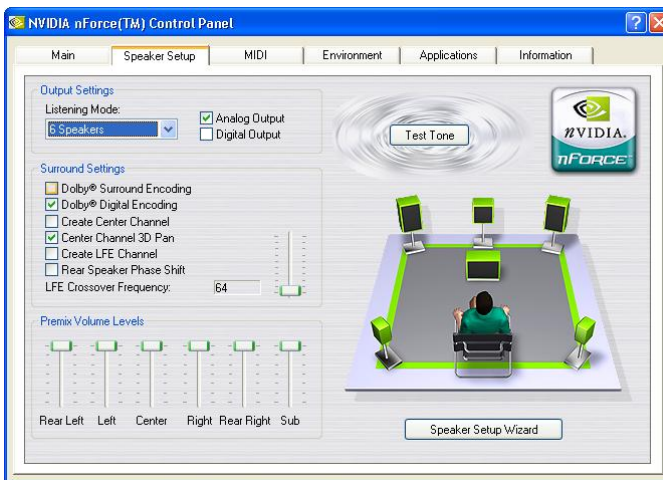 NVIDIA nForce(TM) Control Panel
Main Speaker Setup MIDI Environment Applications Information
Output Settings
Listening Mode:
6 Speakers
Analog Output
Digital Output
Test Tone
nVIDIA.
nFORCE
Surround Settings
Dolby® Surround Encoding
Dolby® Digital Encoding
Create Center Channel
Center Channel 3D Pan
Create LFE Channel
Rear Speaker Phase Shift
LFE Crossover Frequency: 64
Premix Volume Levels
Rear Left Left Center Right Rear Right Sub
Speaker Setup Wizard